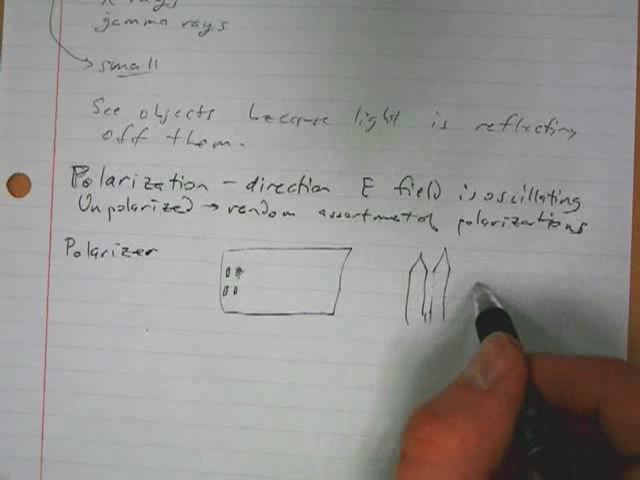 x rays
gamma rays
small
See objects because light is reflecting
off them.
Polarization - direction E field is oscillating
Unpolarized → random assortment of polarizations
Polarizer